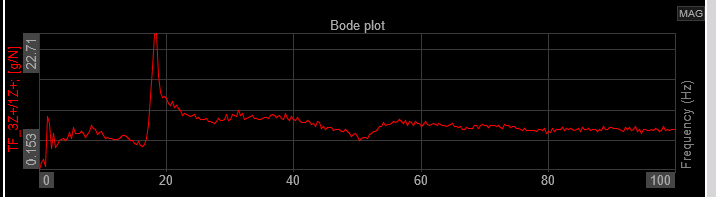 MAG
Bode plot
TF_3Z+/1Z+; [g/N]
22.71
0.153
Frequency (Hz)
0 20 40 60 80 100